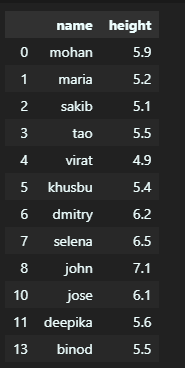 name height
0 mohan 5.9
1 maria 5.2
2 sakib 5.1
3 tao 5.5
4 virat 4.9
5 khusbu 5.4
6 dmitry 6.2
7 selena 6.5
8 john 7.1
10 jose 6.1
11 deepika 5.6
13 binod 5.5